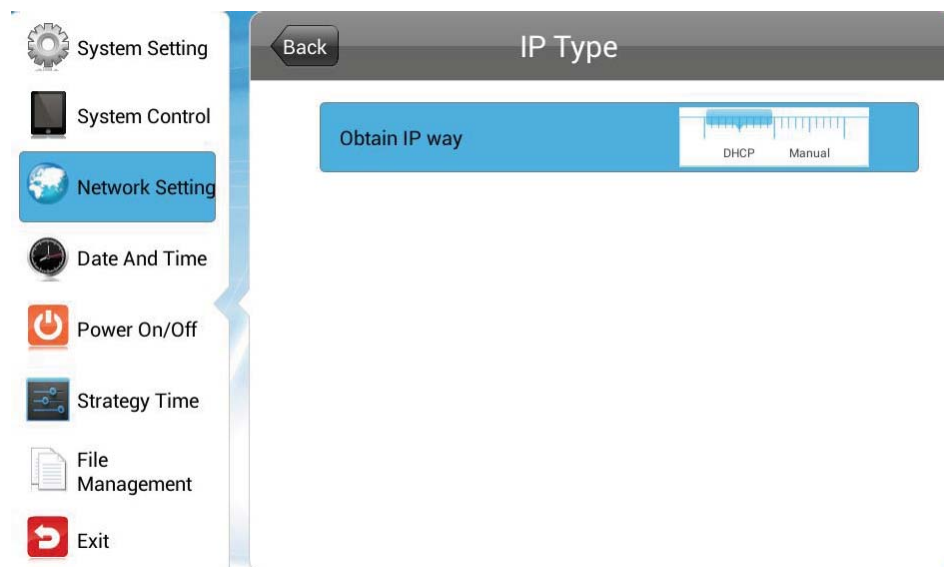 System Setting
System Control
Network Setting
Date And Time
Power On/Off
Strategy Time
File
Management
Exit
Back
IP Type
Obtain IP way
DHCP Manual